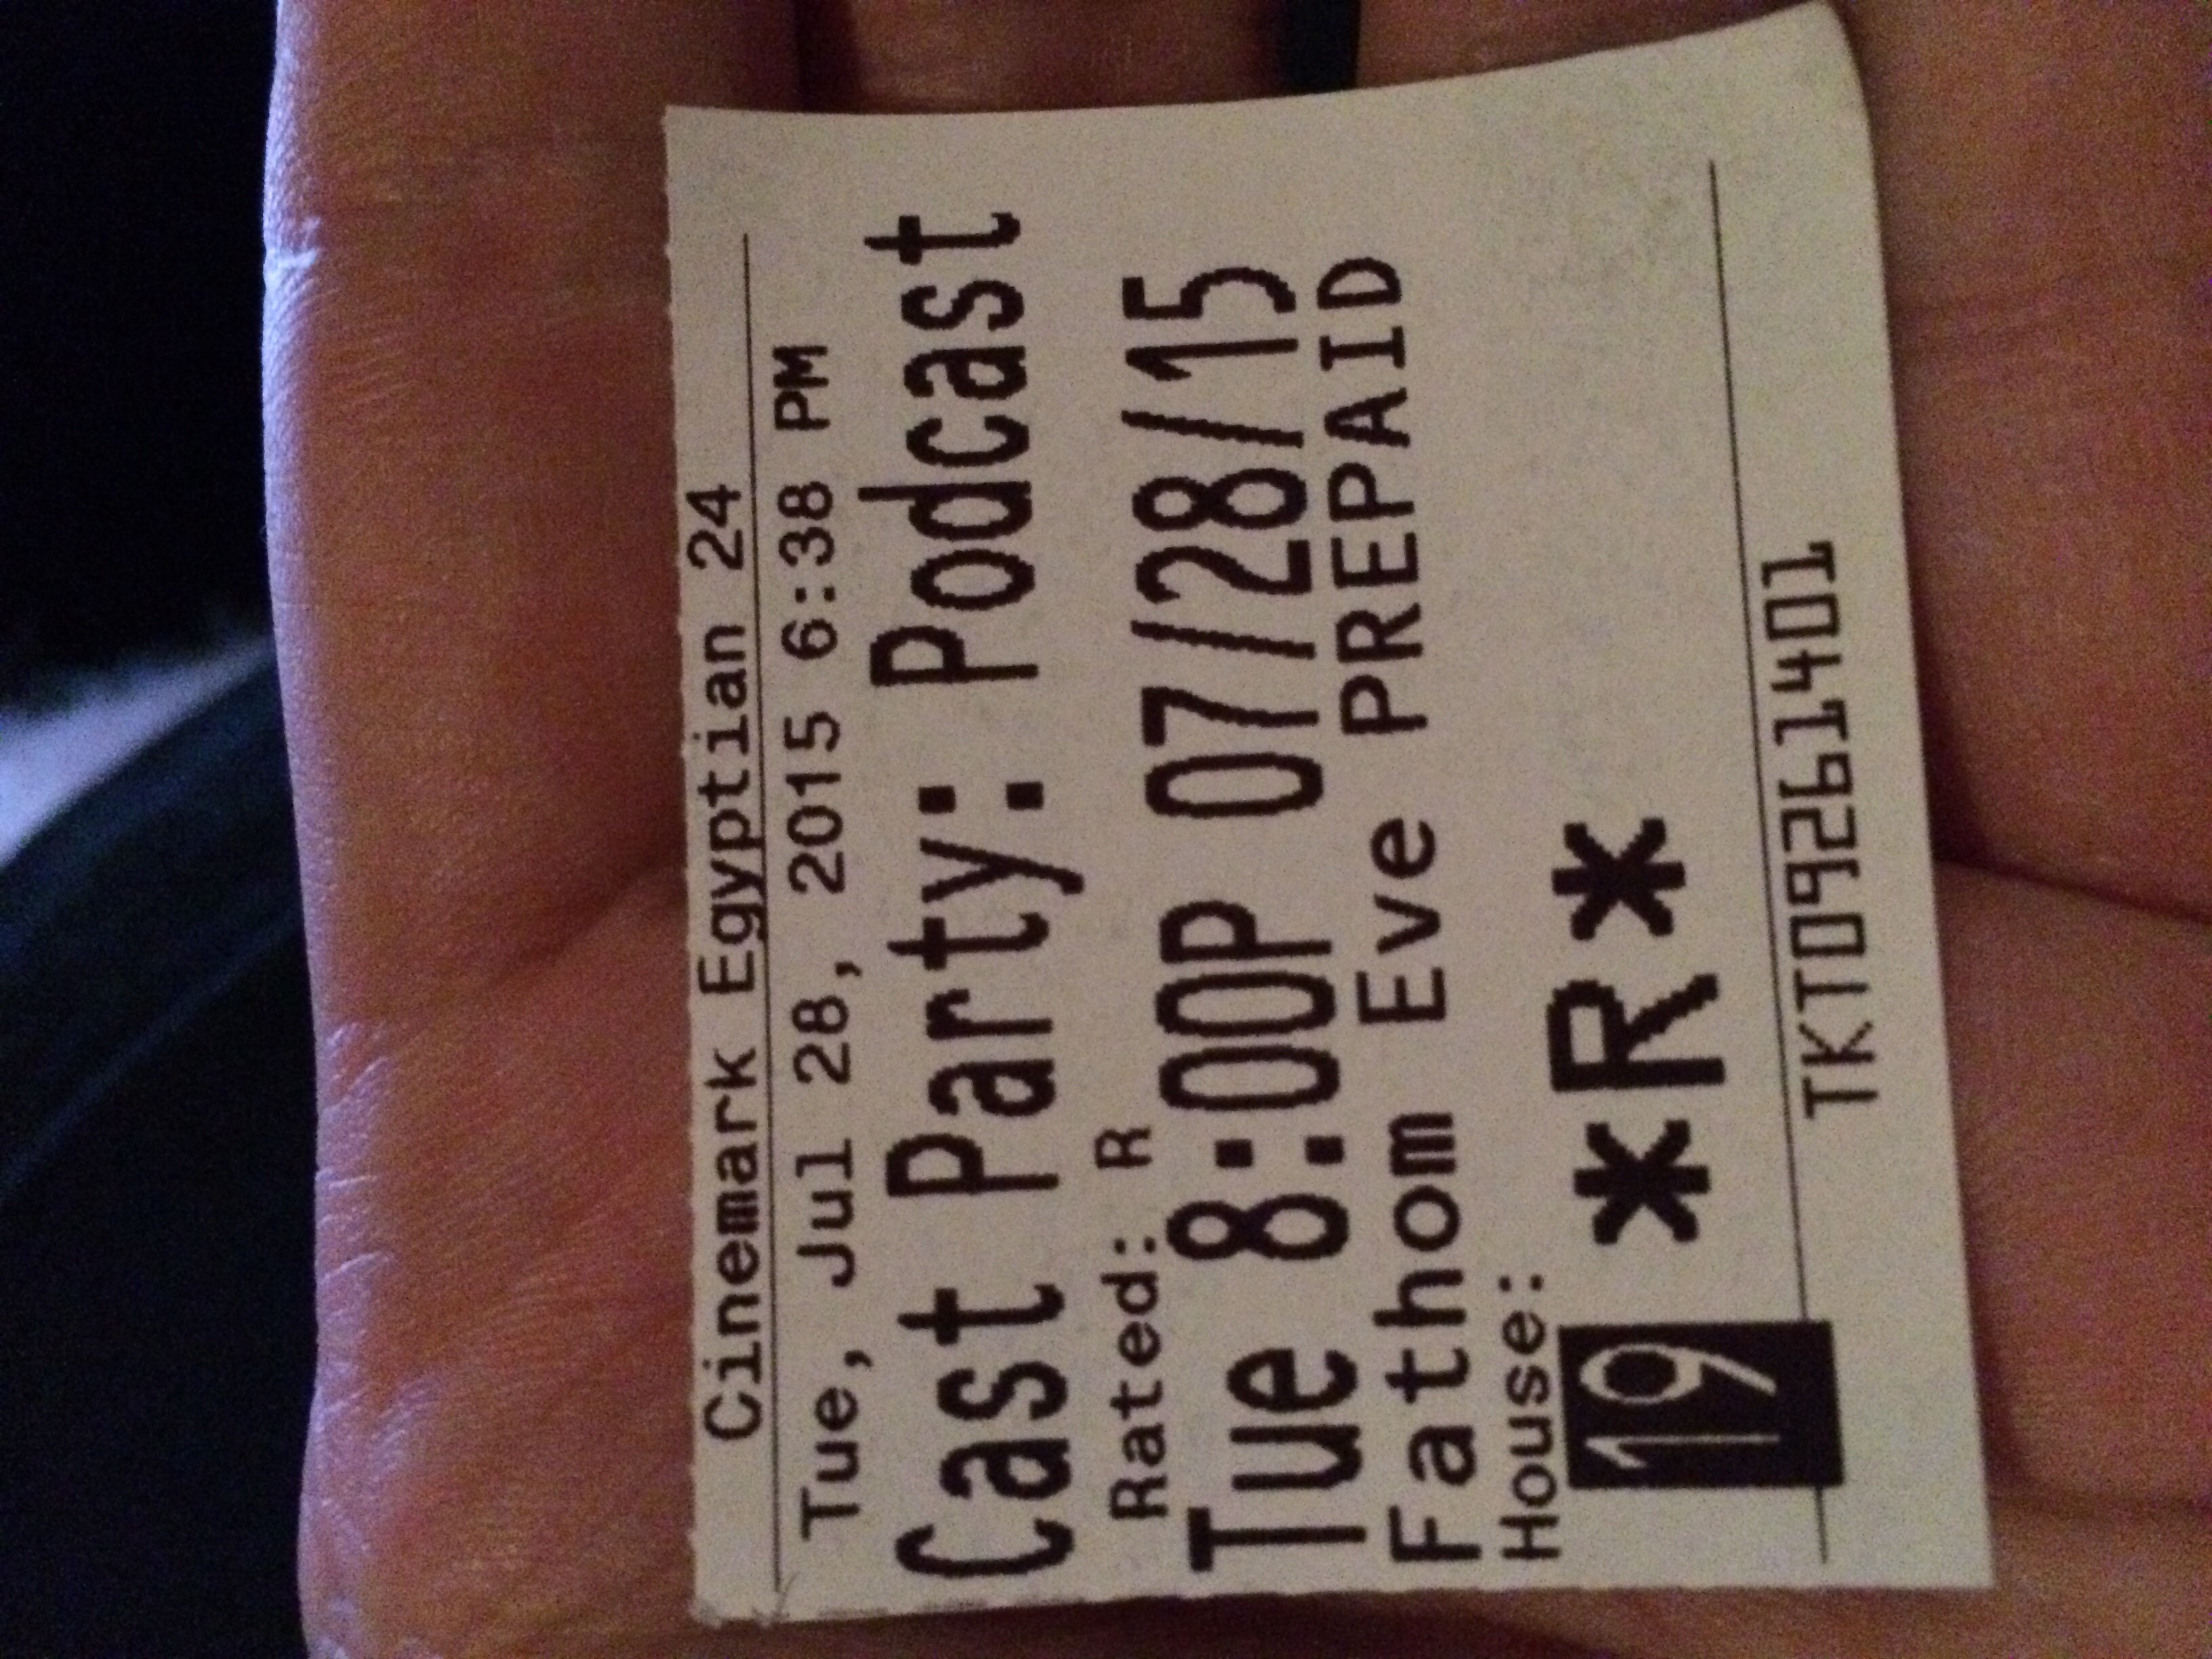 Cinemark Egyptian 24
Tue, Jul 28, 2015 6:38 PM
Cast Party: Podcast
Rated: R
Tue 8:00P 07/28/15
Fathom Eve PREPAID
House:
19 *R*
TKT092614401